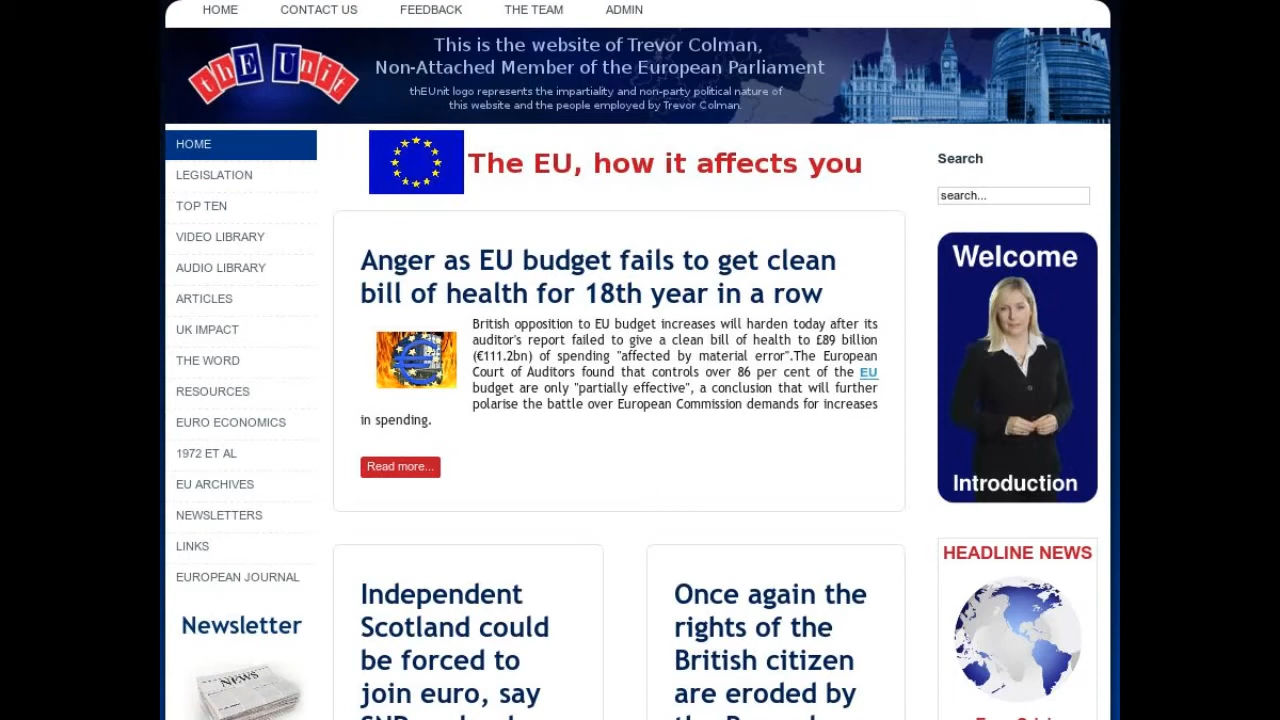 HOME CONTACT US FEEDBACK THE TEAM ADMIN
thEUnit
This is the website of Trevor Colman,
Non-Attached Member of the European Parliament
thEUnit logo represents the impartiality and non-party political nature of
this website and the people employed by Trevor Colman.
HOME
LEGISLATION
TOP TEN
VIDEO LIBRARY
AUDIO LIBRARY
ARTICLES
UK IMPACT
THE WORD
RESOURCES
EURO ECONOMICS
1972 ET AL
EU ARCHIVES
NEWSLETTERS
LINKS
EUROPEAN JOURNAL
Newsletter
NEWS
The EU, how it affects you
Anger as EU budget fails to get clean
bill of health for 18th year in a row
British opposition to EU budget increases will harden today after its
auditor's report failed to give a clean bill of health to £89 billion
(€111.2bn) of spending "affected by material error".The European
Court of Auditors found that controls over 86 per cent of the EU
budget are only "partially effective", a conclusion that will further
polarise the battle over European Commission demands for increases
in spending.
Read more...
Independent
Scotland could
be forced to
join euro, say
Once again the
rights of the
British citizen
are eroded by
Search
search...
Welcome
Introduction
HEADLINE NEWS